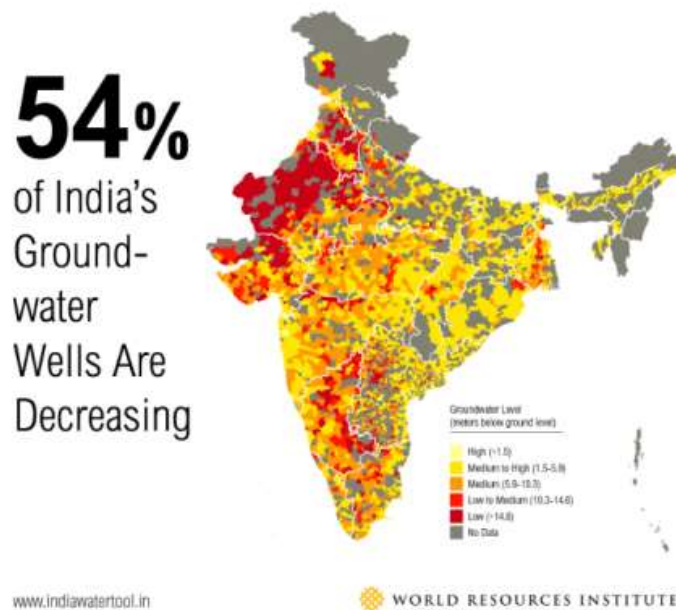 54%
of India's
Ground-
water
Wells Are
Decreasing
Groundwater Level
(meters below ground level)
High (<1.5)
Medium to High (1.5-5.9)
Medium (5.9-10.3)
Low to Medium (10.3-14.6)
Low (>14.6)
No Data
www.indiawatertool.in
WORLD RESOURCES INSTITUTE